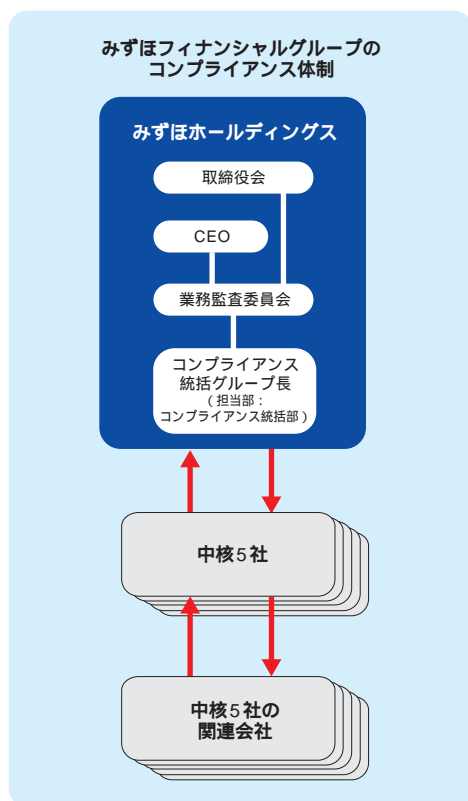 みずほフィナンシャルグループの
コンプライアンス体制
みずほホールディングス
取締役会
CEO
業務監査委員会
コンプライアンス
統括グループ長
(担当部:
コンプライアンス統括部)
中核5社
中核5社の
関連会社